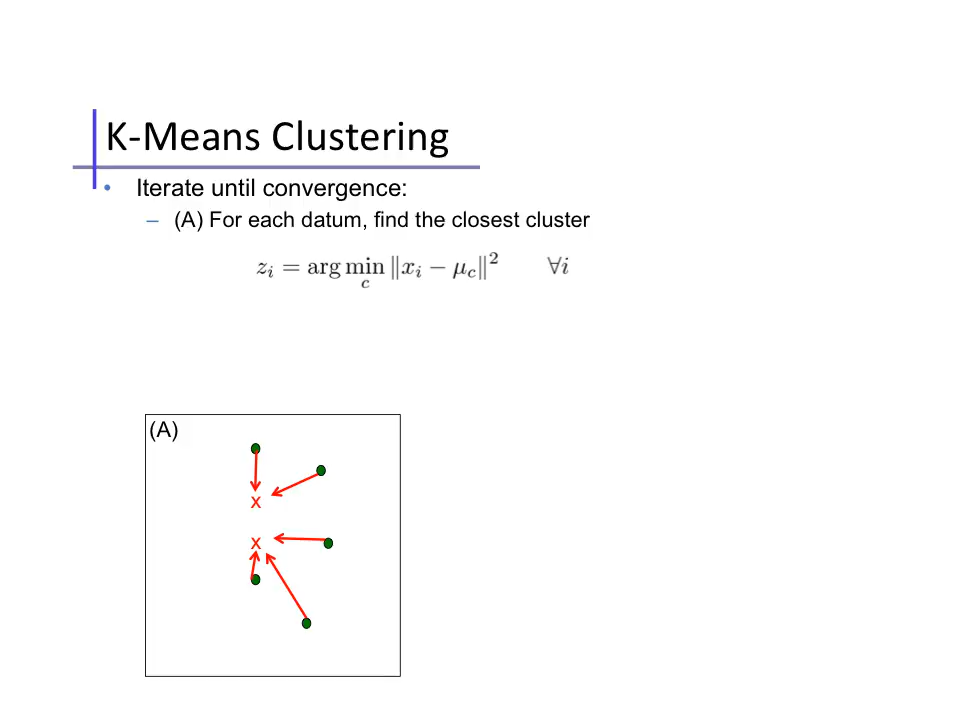 K-Means Clustering
• Iterate until convergence:
– (A) For each datum, find the closest cluster
z_i = arg min_c ‖x_i − μ_c‖² ∀i
(A)
x
x